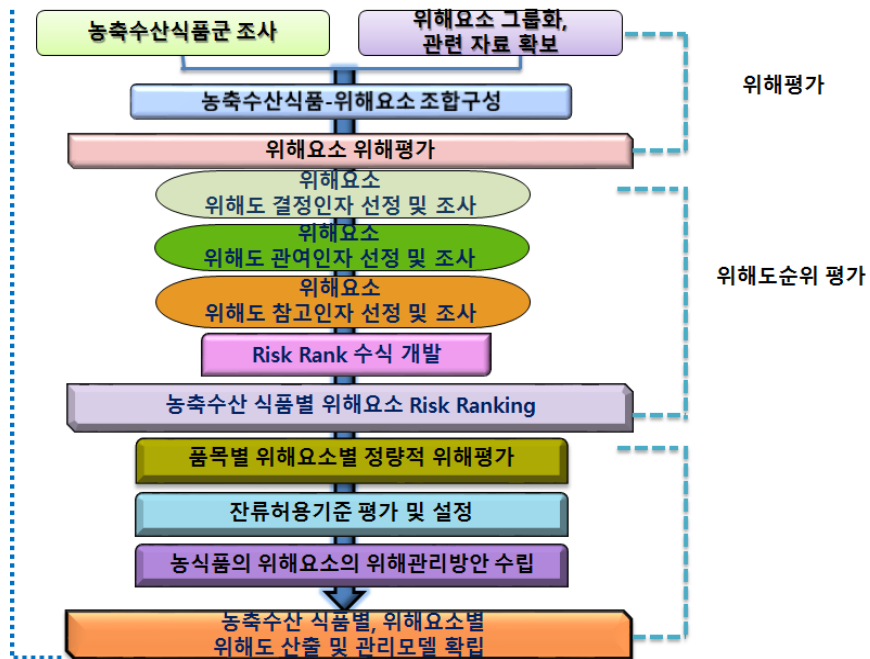 농축수산식품군 조사
위해요소 그룹화,
관련 자료 확보
위해평가
농축수산식품-위해요소 조합구성
위해요소 위해평가
위해요소
위해도 결정인자 선정 및 조사
위해요소
위해도 관여인자 선정 및 조사
위해도순위 평가
위해요소
위해도 참고인자 선정 및 조사
Risk Rank 수식 개발
농축수산 식품별 위해요소 Risk Ranking
품목별 위해요소별 정량적 위해평가
잔류허용기준 평가 및 설정
농식품의 위해요소의 위해관리방안 수립
농축수산 식품별, 위해요소별
위해도 산출 및 관리모델 확립